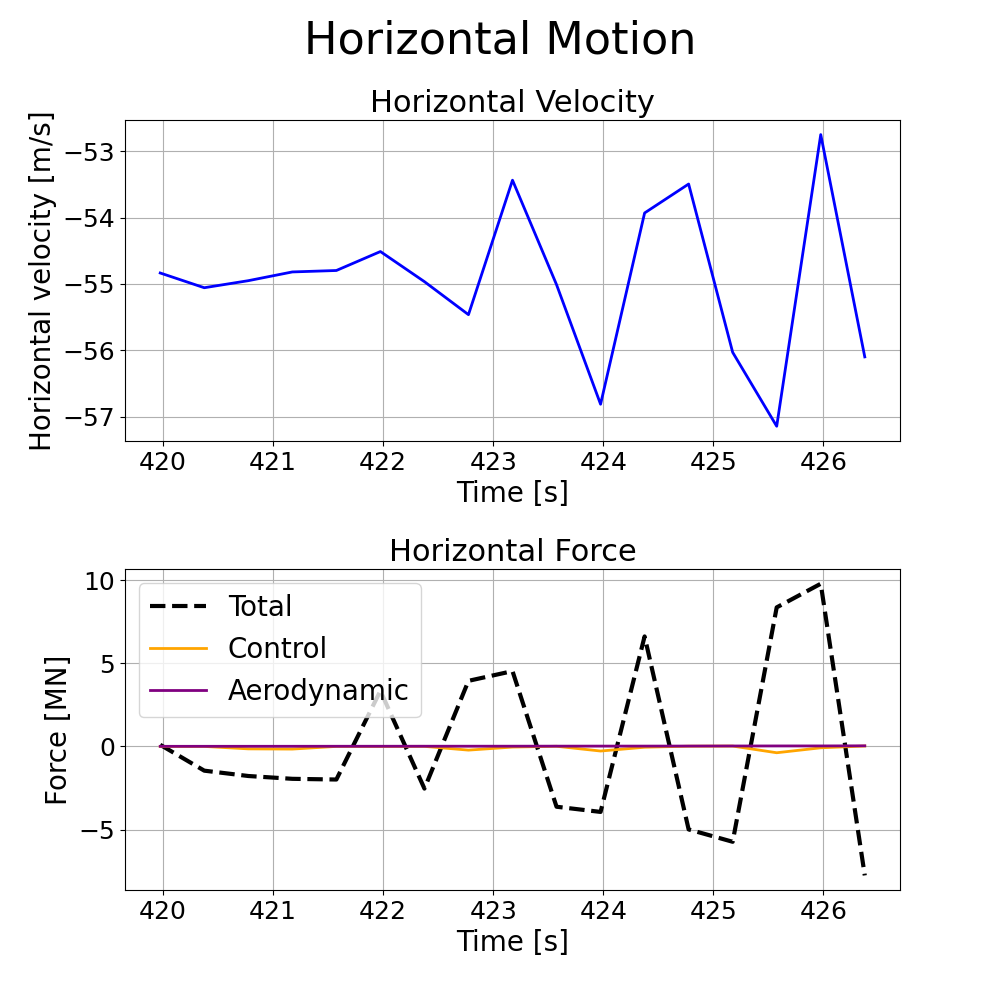 Horizontal Motion
Horizontal Velocity
Horizontal velocity [m/s]
−53
−54
−55
−56
−57
420 421 422 423 424 425 426
Time [s]
Horizontal Force
Force [MN]
10
5
0
−5
Total
Control
Aerodynamic
420 421 422 423 424 425 426
Time [s]